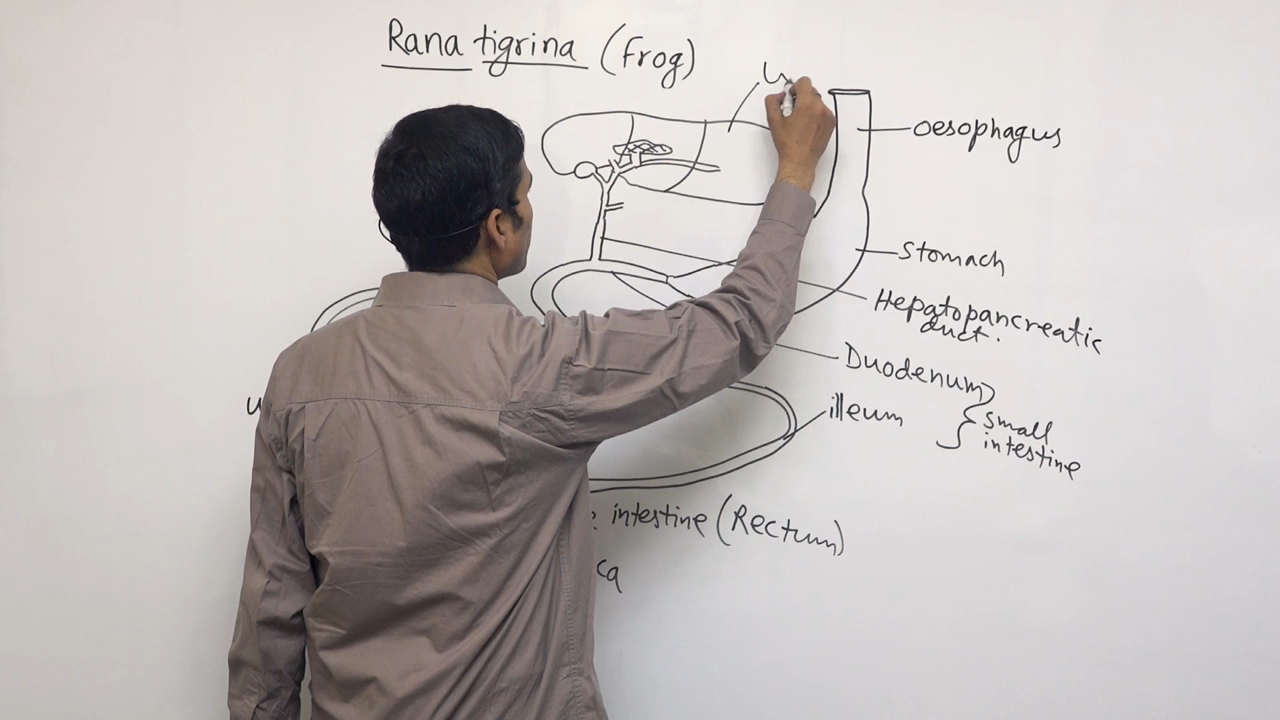 Rana tigrina (frog)
oesophagus
Stomach
Hepatopancreatic
duct.
Duodenum
illeum
small
intestine
intestine (Rectum)